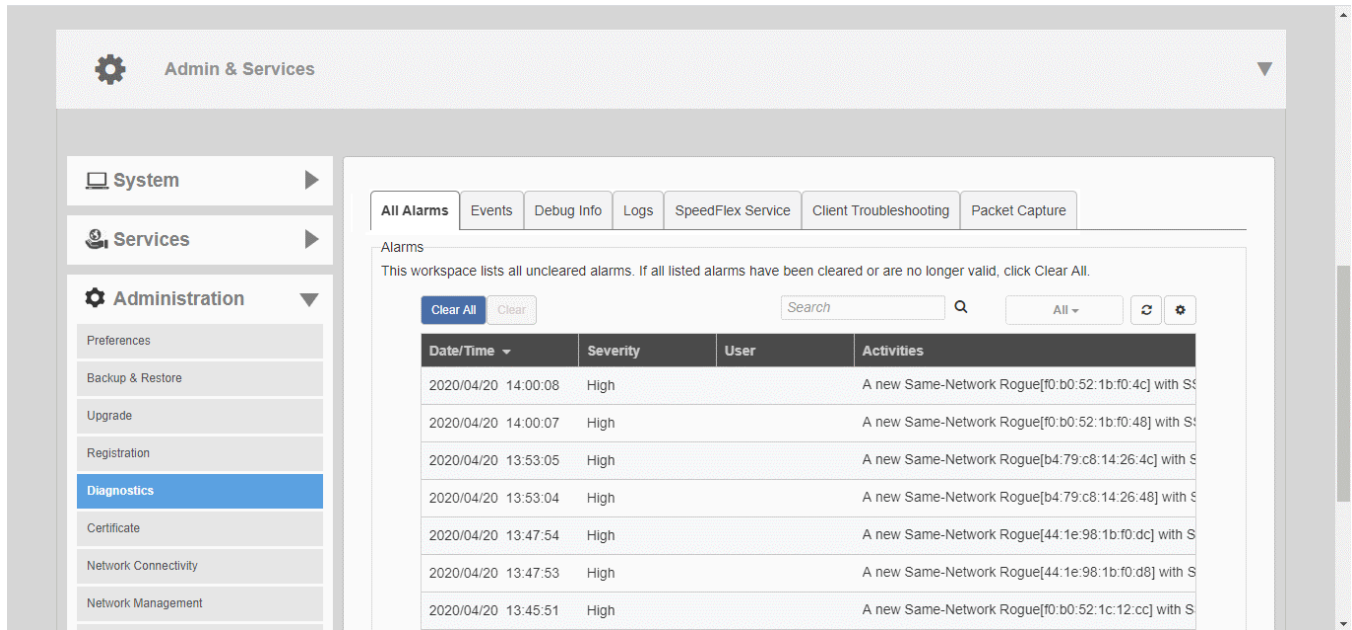 Admin & Services
System
Services
Administration
Preferences
Backup & Restore
Upgrade
Registration
Diagnostics
Certificate
Network Connectivity
Network Management
All Alarms Events Debug Info Logs SpeedFlex Service Client Troubleshooting Packet Capture
Alarms
This workspace lists all uncleared alarms. If all listed alarms have been cleared or are no longer valid, click Clear All.
Clear All Clear Search All
Date/Time Severity User Activities
2020/04/20 14:00:08 High A new Same-Network Rogue[f0:b0:52:1b:f0:4c] with SS
2020/04/20 14:00:07 High A new Same-Network Rogue[f0:b0:52:1b:f0:48] with SS
2020/04/20 13:53:05 High A new Same-Network Rogue[b4:79:c8:14:26:4c] with S
2020/04/20 13:53:04 High A new Same-Network Rogue[b4:79:c8:14:26:48] with S
2020/04/20 13:47:54 High A new Same-Network Rogue[44:1e:98:1b:f0:dc] with S
2020/04/20 13:47:53 High A new Same-Network Rogue[44:1e:98:1b:f0:d8] with S
2020/04/20 13:45:51 High A new Same-Network Rogue[f0:b0:52:1c:12:cc] with S